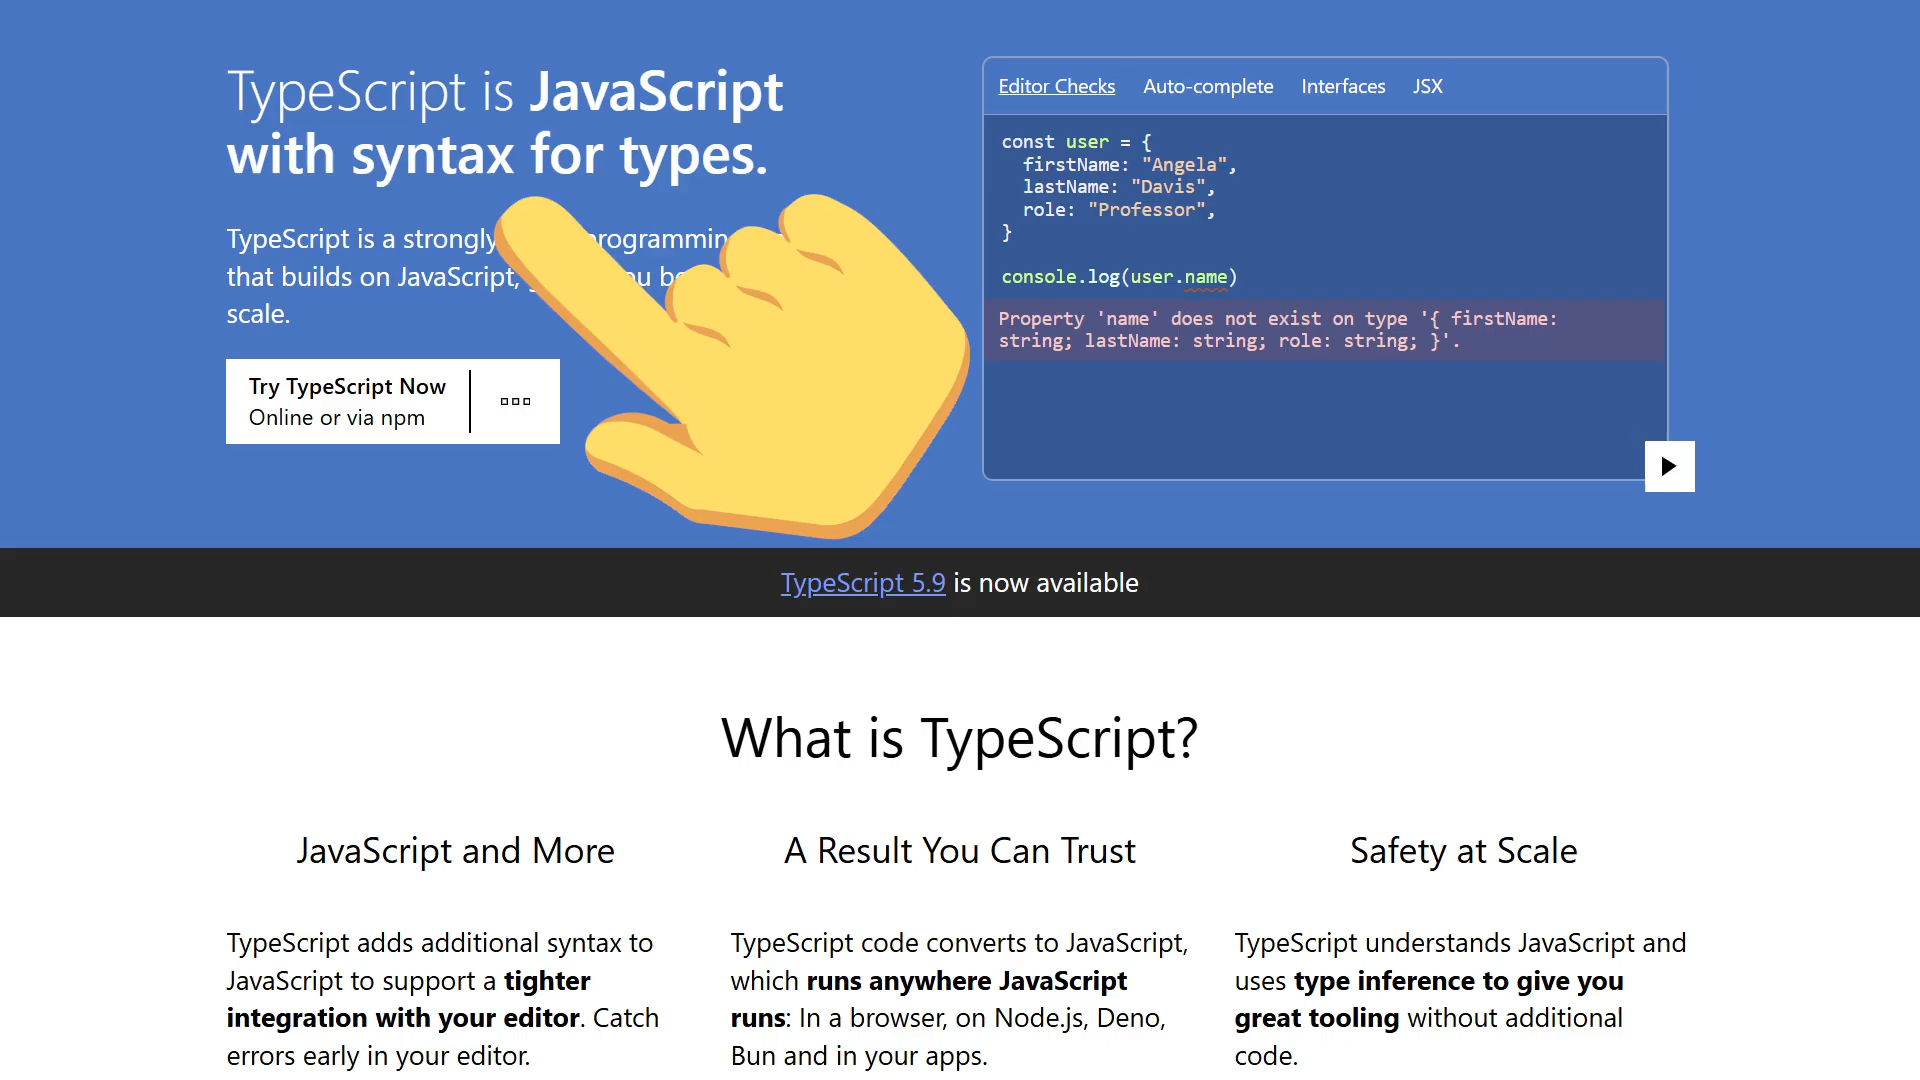 TypeScript is JavaScript
with syntax for types.
TypeScript is a strongly
that builds on JavaScript,
scale.
Try TypeScript Now
Online or via npm
Editor Checks Auto-complete Interfaces JSX
const user = {
firstName: "Angela",
lastName: "Davis",
role: "Professor",
}
console.log(user.name)
Property 'name' does not exist on type '{ firstName:
string; lastName: string; role: string; }'.
TypeScript 5.9 is now available
What is TypeScript?
JavaScript and More
TypeScript adds additional syntax to
JavaScript to support a tighter
integration with your editor. Catch
errors early in your editor.
A Result You Can Trust
TypeScript code converts to JavaScript,
which runs anywhere JavaScript
runs: In a browser, on Node.js, Deno,
Bun and in your apps.
Safety at Scale
TypeScript understands JavaScript and
uses type inference to give you
great tooling without additional
code.